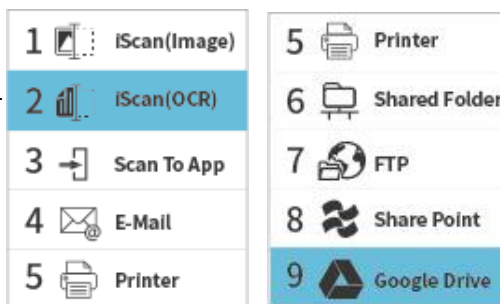 1 iScan(Image)
2 iScan(OCR)
3 Scan To App
4 E-Mail
5 Printer
5 Printer
6 Shared Folder
7 FTP
8 Share Point
9 Google Drive